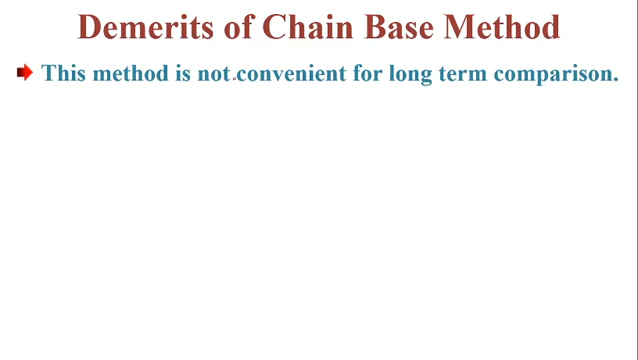 Demerits of Chain Base Method
This method is not convenient for long term comparison.